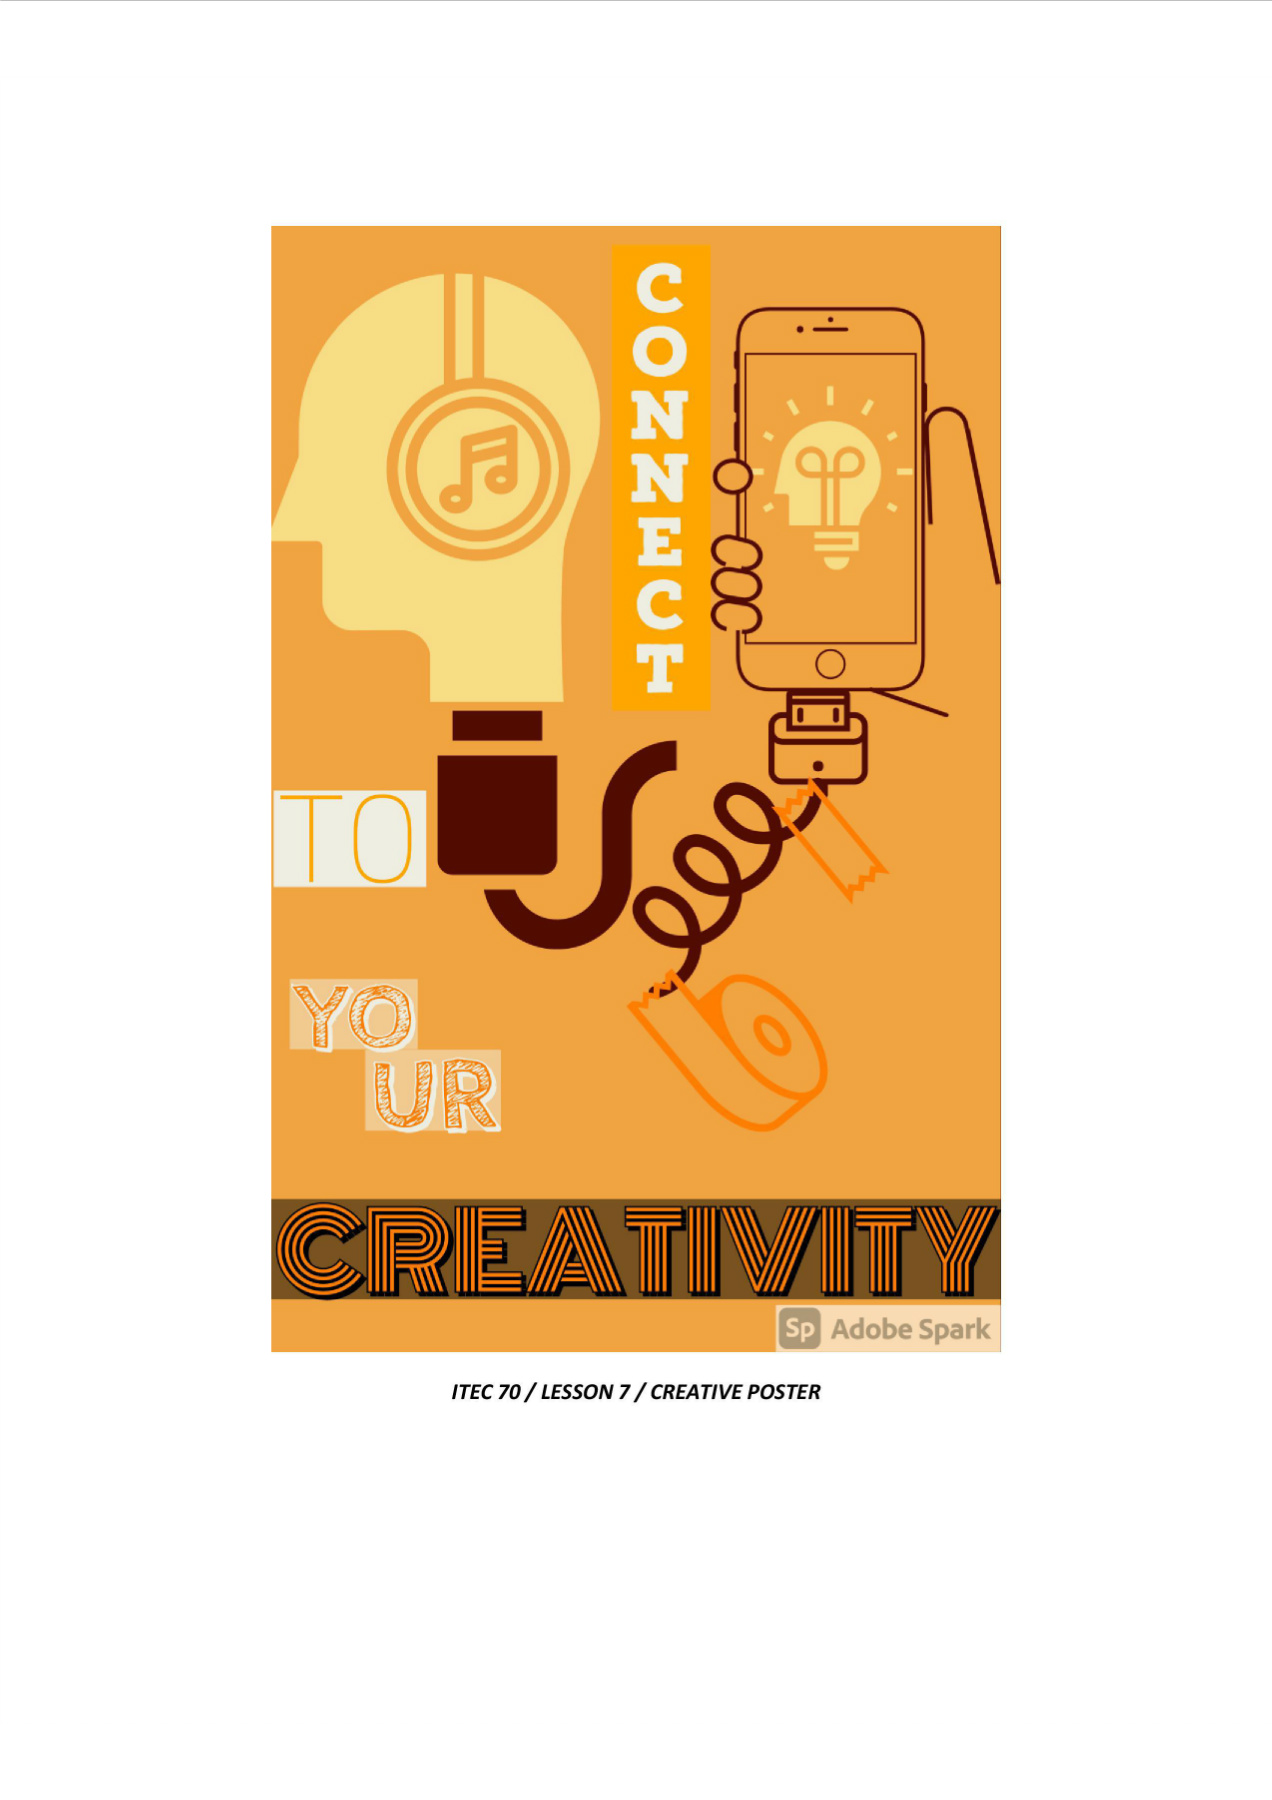 CONNECT
TO
YO
UR
CREATIVITY
Sp Adobe Spark
ITEC 70 / LESSON 7 / CREATIVE POSTER